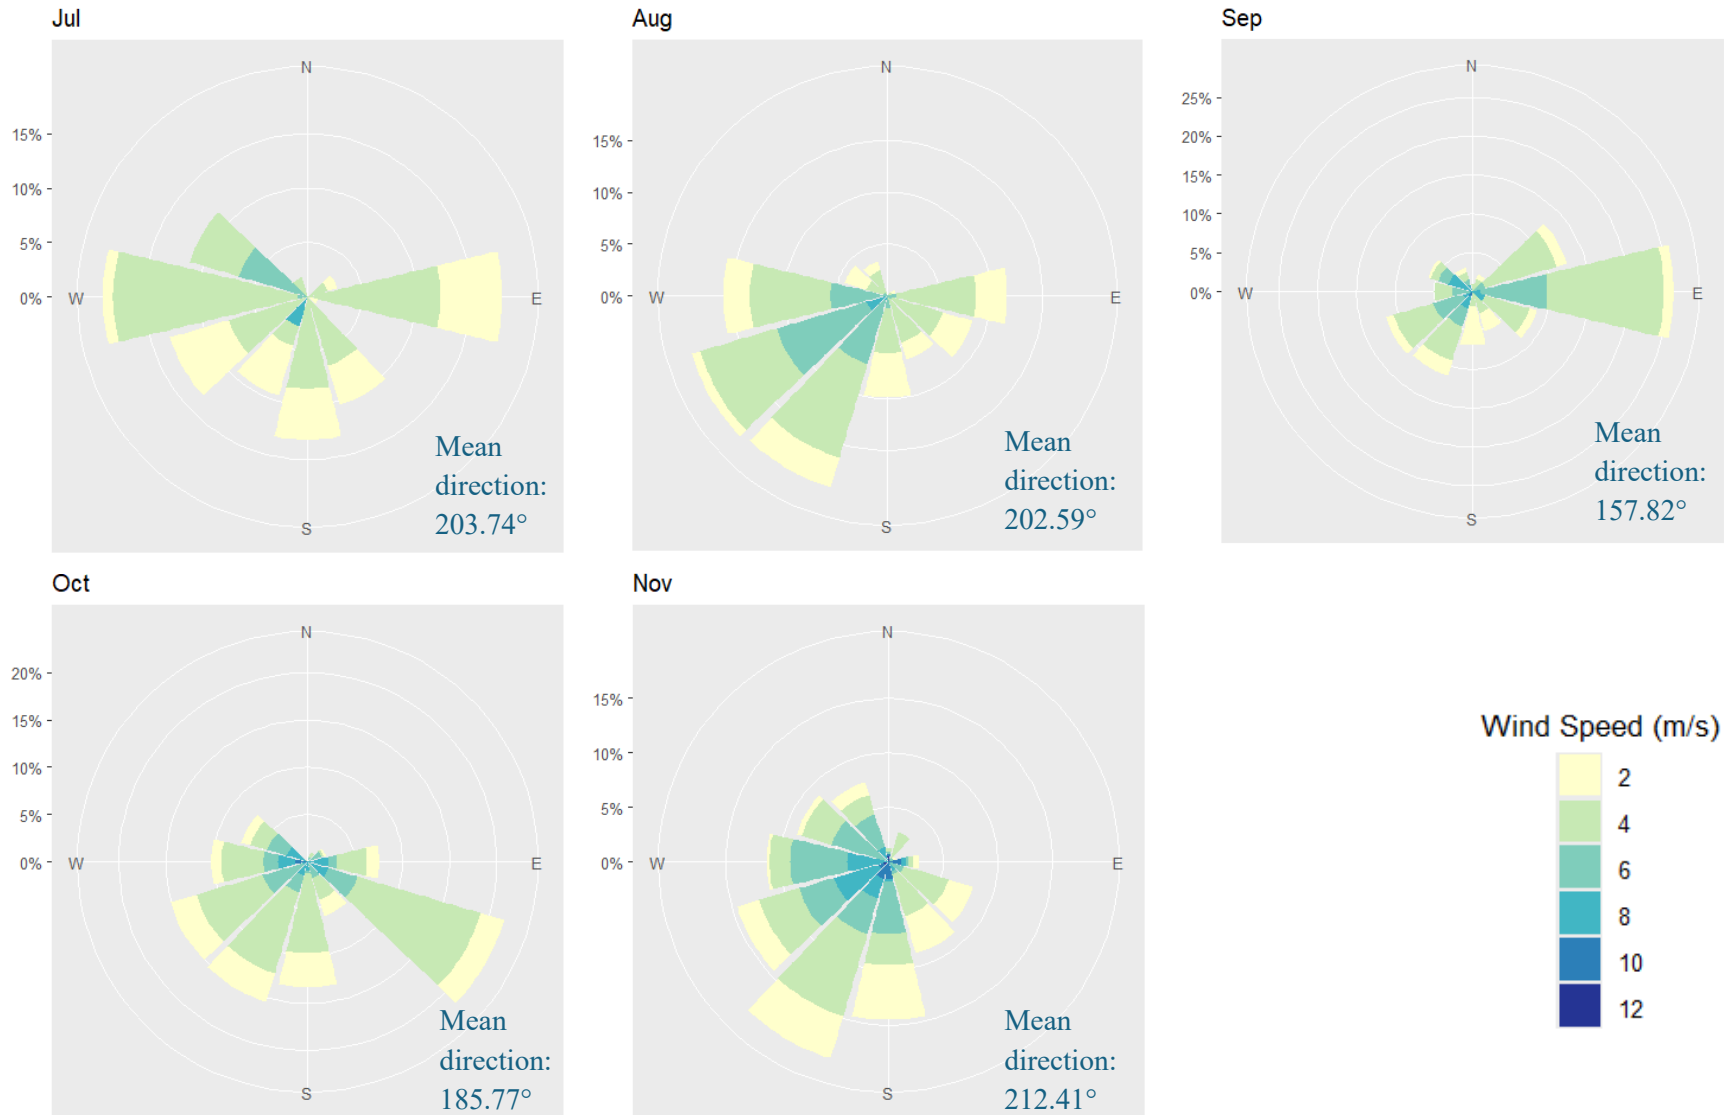 Jul
N
15%
10%
5%
0%
W
E
S
Mean
direction:
203.74°
Aug
N
15%
10%
5%
0%
W
E
S
Mean
direction:
202.59°
Sep
N
25%
20%
15%
10%
5%
0%
W
E
S
Mean
direction:
157.82°
Oct
N
20%
15%
10%
5%
0%
W
E
S
Mean
direction:
185.77°
Nov
N
15%
10%
5%
0%
W
E
S
Mean
direction:
212.41°
Wind Speed (m/s)
2
4
6
8
10
12